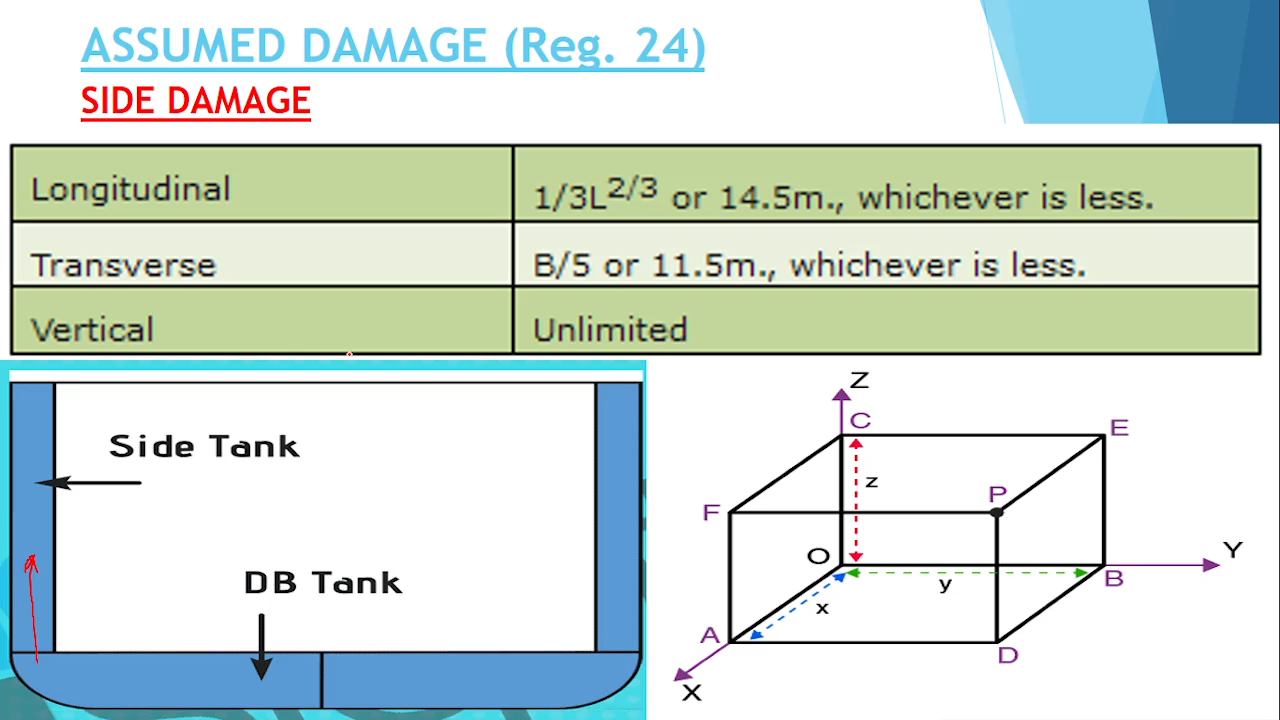 ASSUMED DAMAGE (Reg. 24)
SIDE DAMAGE
Longitudinal
1/3L2/3 or 14.5m., whichever is less.
Transverse
B/5 or 11.5m., whichever is less.
Vertical
Unlimited
Side Tank
DB Tank
Z
C
E
z
P
F
O
Y
y
B
x
A
D
X